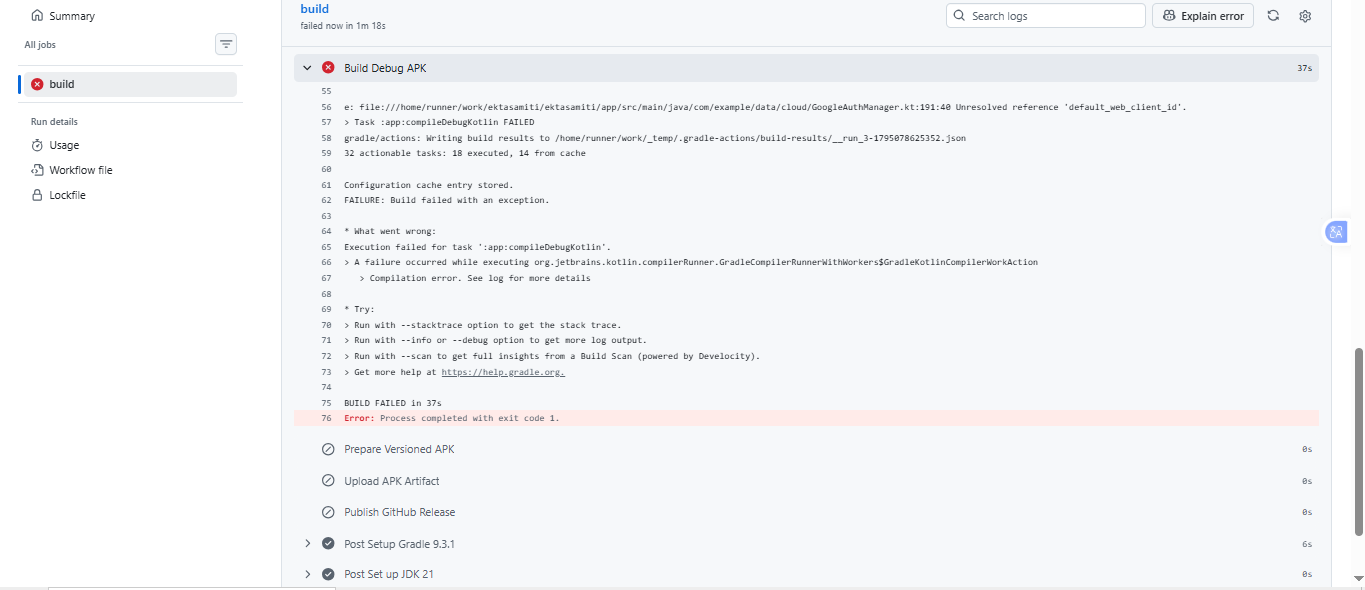 Summary
All jobs
build
Run details
Usage
Workflow file
Lockfile
build
failed now in 1m 18s
Search logs
Explain error
Build Debug APK
37s
55
56 e: file:///home/runner/work/ektasamiti/ektasamiti/app/src/main/java/com/example/data/cloud/GoogleAuthManager.kt:191:40 Unresolved reference 'default_web_client_id'.
57 > Task :app:compileDebugKotlin FAILED
58 gradle/actions: Writing build results to /home/runner/work/_temp/.gradle-actions/build-results/__run_3-1795078625352.json
59 32 actionable tasks: 18 executed, 14 from cache
60
61 Configuration cache entry stored.
62 FAILURE: Build failed with an exception.
63
64 * What went wrong:
65 Execution failed for task ':app:compileDebugKotlin'.
66 > A failure occurred while executing org.jetbrains.kotlin.compilerRunner.GradleCompilerRunnerWithWorkers$GradleKotlinCompilerWorkAction
67 > Compilation error. See log for more details
68
69 * Try:
70 > Run with --stacktrace option to get the stack trace.
71 > Run with --info or --debug option to get more log output.
72 > Run with --scan to get full insights from a Build Scan (powered by Develocity).
73 > Get more help at https://help.gradle.org.
74
75 BUILD FAILED in 37s
76 Error: Process completed with exit code 1.
Prepare Versioned APK
0s
Upload APK Artifact
0s
Publish GitHub Release
0s
Post Setup Gradle 9.3.1
6s
Post Set up JDK 21
0s